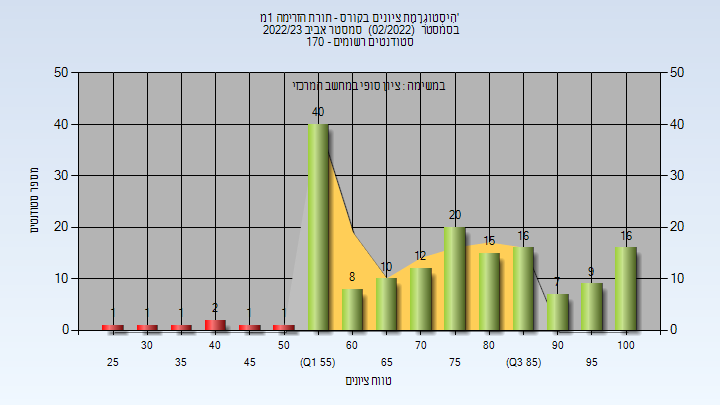 היסטוגרמת ציונים בקורס - תורת הזרימה 1מ'
בסמסטר (02/2022) סמסטר אביב 2022/23
סטודנטים רשומים - 170
במשימה : ציון סופי במחשב המרכזי
מספר סטודנטים
50 50
40 40
30 30
20 20
10 10
0 0
1 1 1 2 1 1 40 8 10 12 20 15 16 7 9 16
25 30 35 40 45 50 (Q1 55) 60 65 70 75 80 (Q3 85) 90 95 100
טווח ציונים